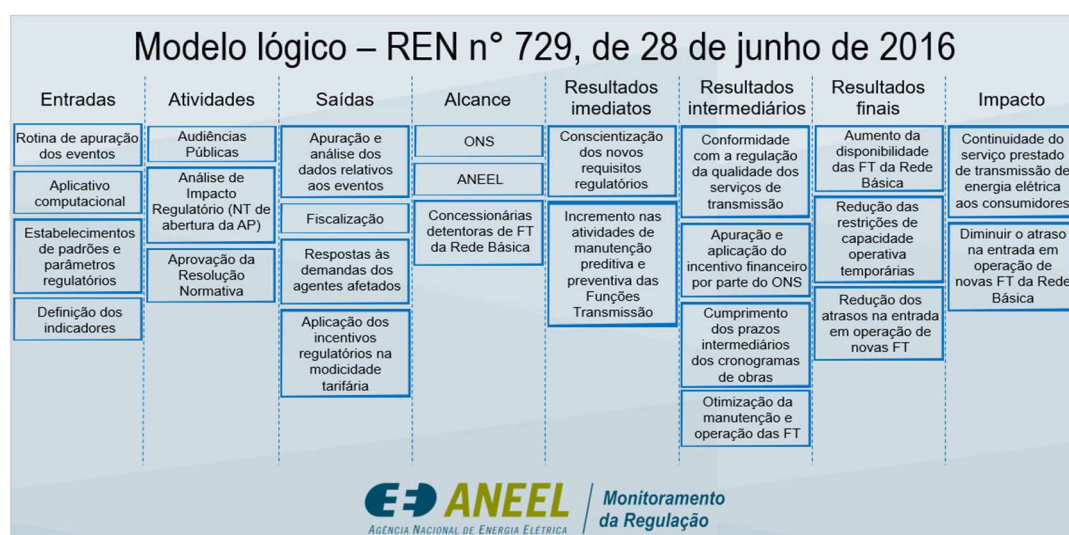 Modelo lógico – REN n° 729, de 28 de junho de 2016
Entradas
Rotina de apuração
dos eventos
Aplicativo
computacional
Estabelecimentos
de padrões e
parâmetros
regulatórios
Definição dos
indicadores
Atividades
Audiências
Públicas
Análise de
Impacto
Regulatório (NT de
abertura da AP)
Aprovação da
Resolução
Normativa
Saídas
Apuração e
análise dos
dados relativos
aos eventos
Fiscalização
Respostas às
demandas dos
agentes afetados
Aplicação dos
incentivos
regulatórios na
modicidade
tarifária
Alcance
ONS
ANEEL
Concessionárias
detentoras de FT
da Rede Básica
Resultados
imediatos
Conscientização
dos novos
requisitos
regulatórios
Incremento nas
atividades de
manutenção
preditiva e
preventiva das
Funções
Transmissão
Resultados
intermediários
Conformidade
com a regulação
da qualidade dos
serviços de
transmissão
Apuração e
aplicação do
incentivo financeiro
por parte do ONS
Cumprimento
dos prazos
intermediários
dos cronogramas
de obras
Otimização da
manutenção e
operação das FT
Resultados
finais
Aumento da
disponibilidade
das FT da Rede
Básica
Redução das
restrições de
capacidade
operativa
temporárias
Redução dos
atrasos na entrada
em operação de
novas FT
Impacto
Continuidade do
serviço prestado
de transmissão de
energia elétrica
aos consumidores
Diminuir o atraso
na entrada em
operação de
novas FT da Rede
Básica
ANEEL
AGÊNCIA NACIONAL DE ENERGIA ELÉTRICA
Monitoramento
da Regulação